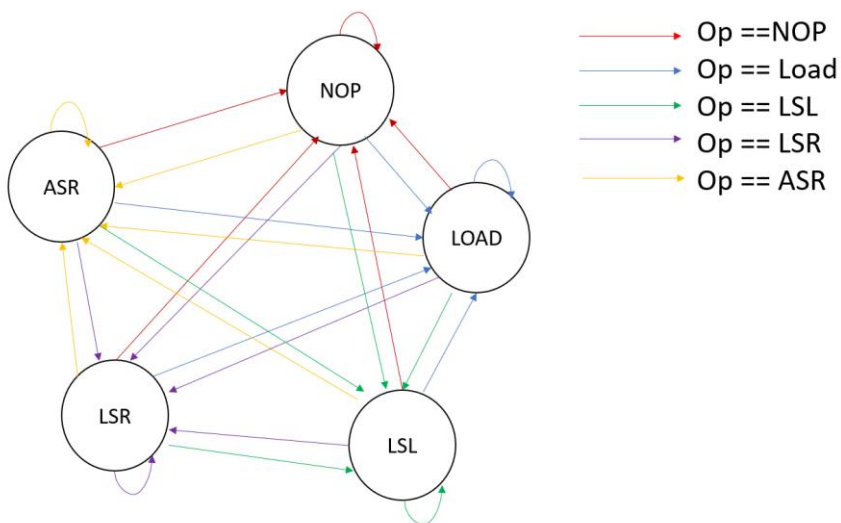 NOP
ASR
LOAD
LSR
LSL
Op ==NOP
Op == Load
Op == LSL
Op == LSR
Op == ASR